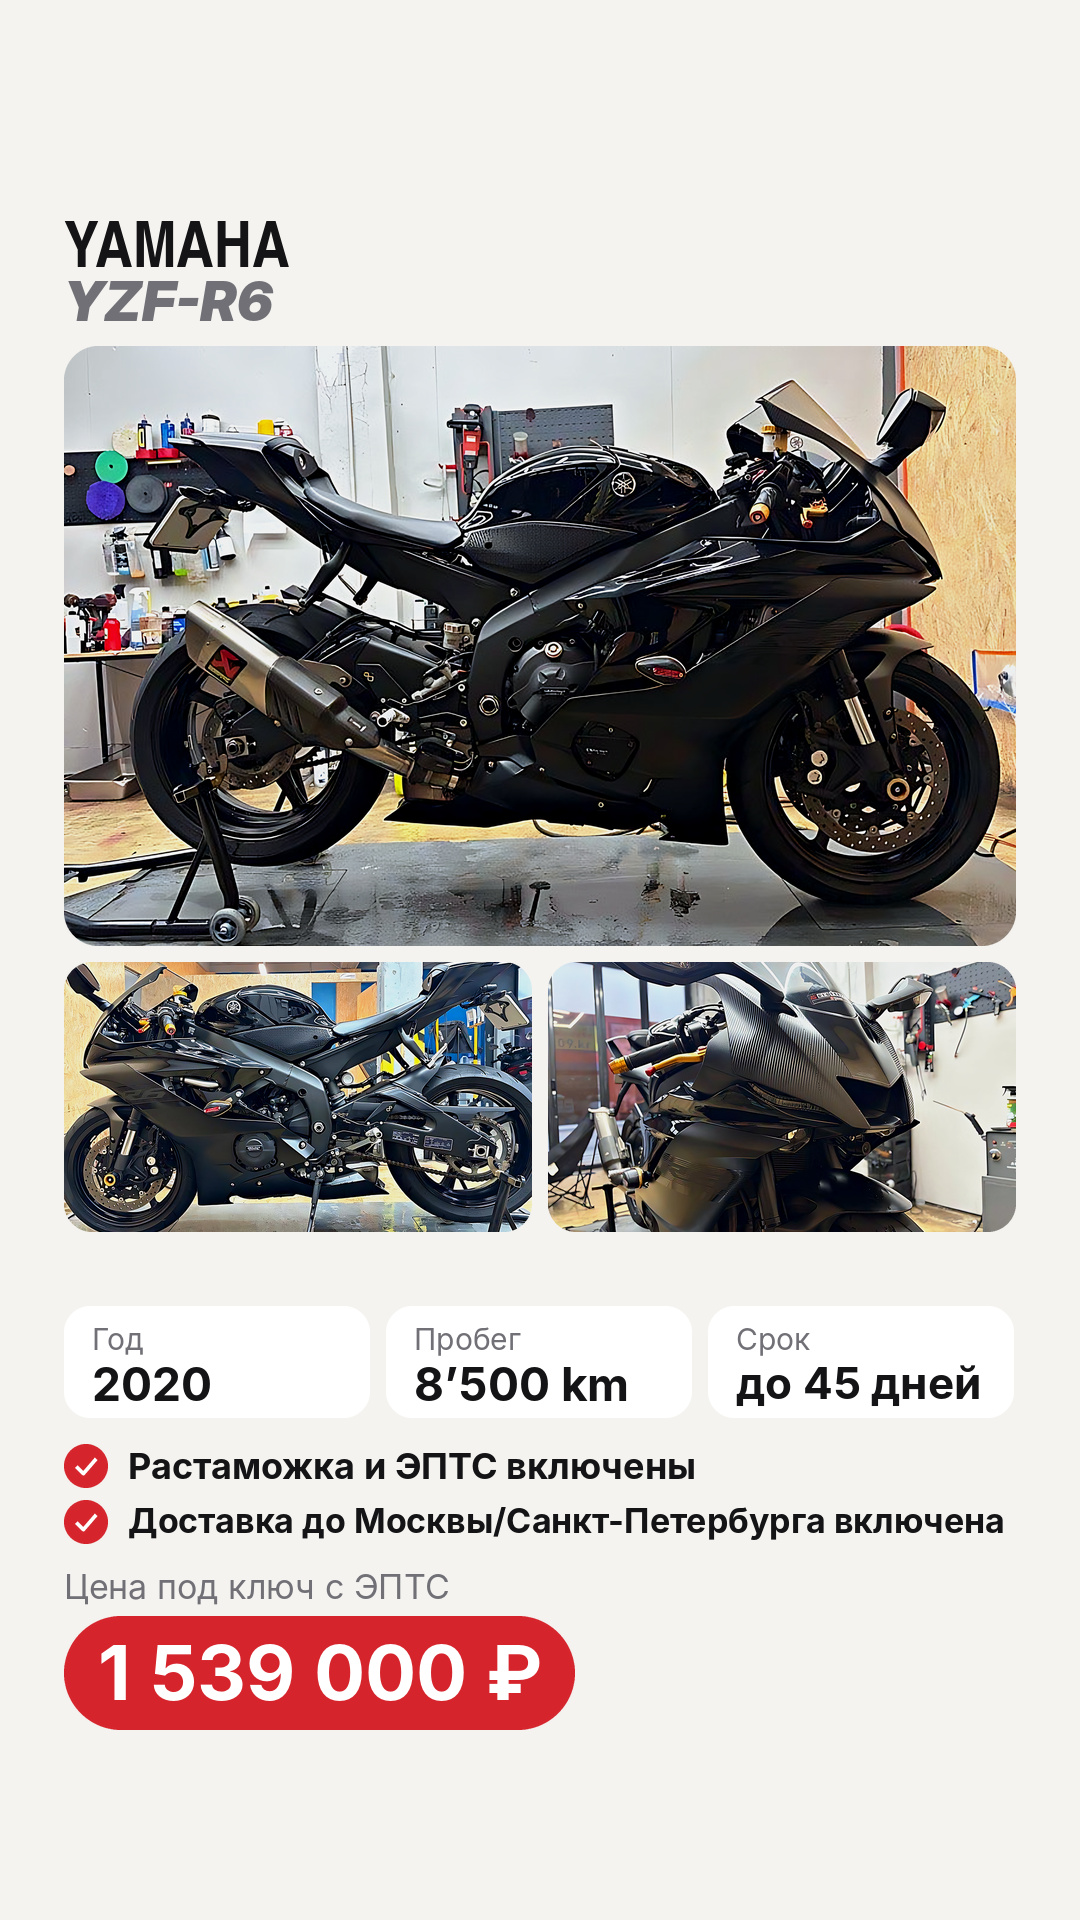 YAMAHA
YZF-R6
Год
2020
Пробег
8’500 km
Срок
до 45 дней
Растаможка и ЭПТС включены
Доставка до Москвы/Санкт-Петербурга включена
Цена под ключ с ЭПТС
1 539 000 ₽